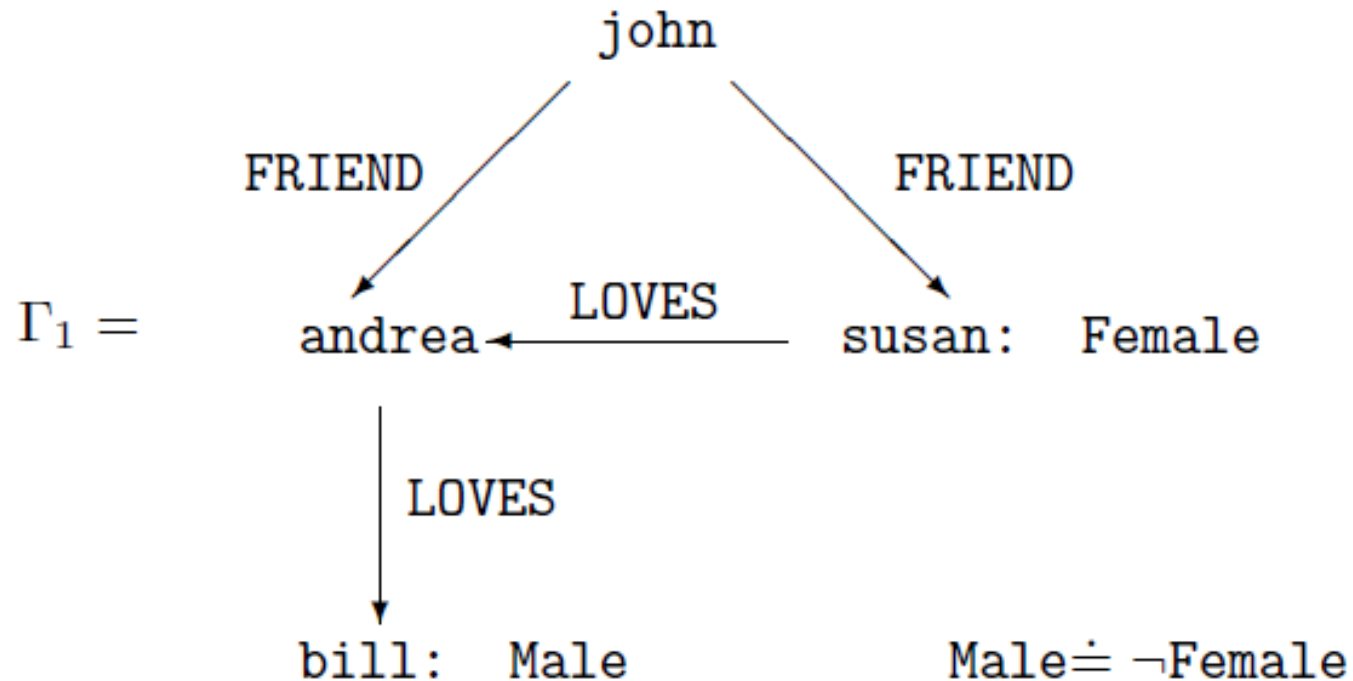 john
FRIEND FRIEND
LOVES
Γ₁ = andrea susan: Female
LOVES
bill: Male Male≐ ¬Female